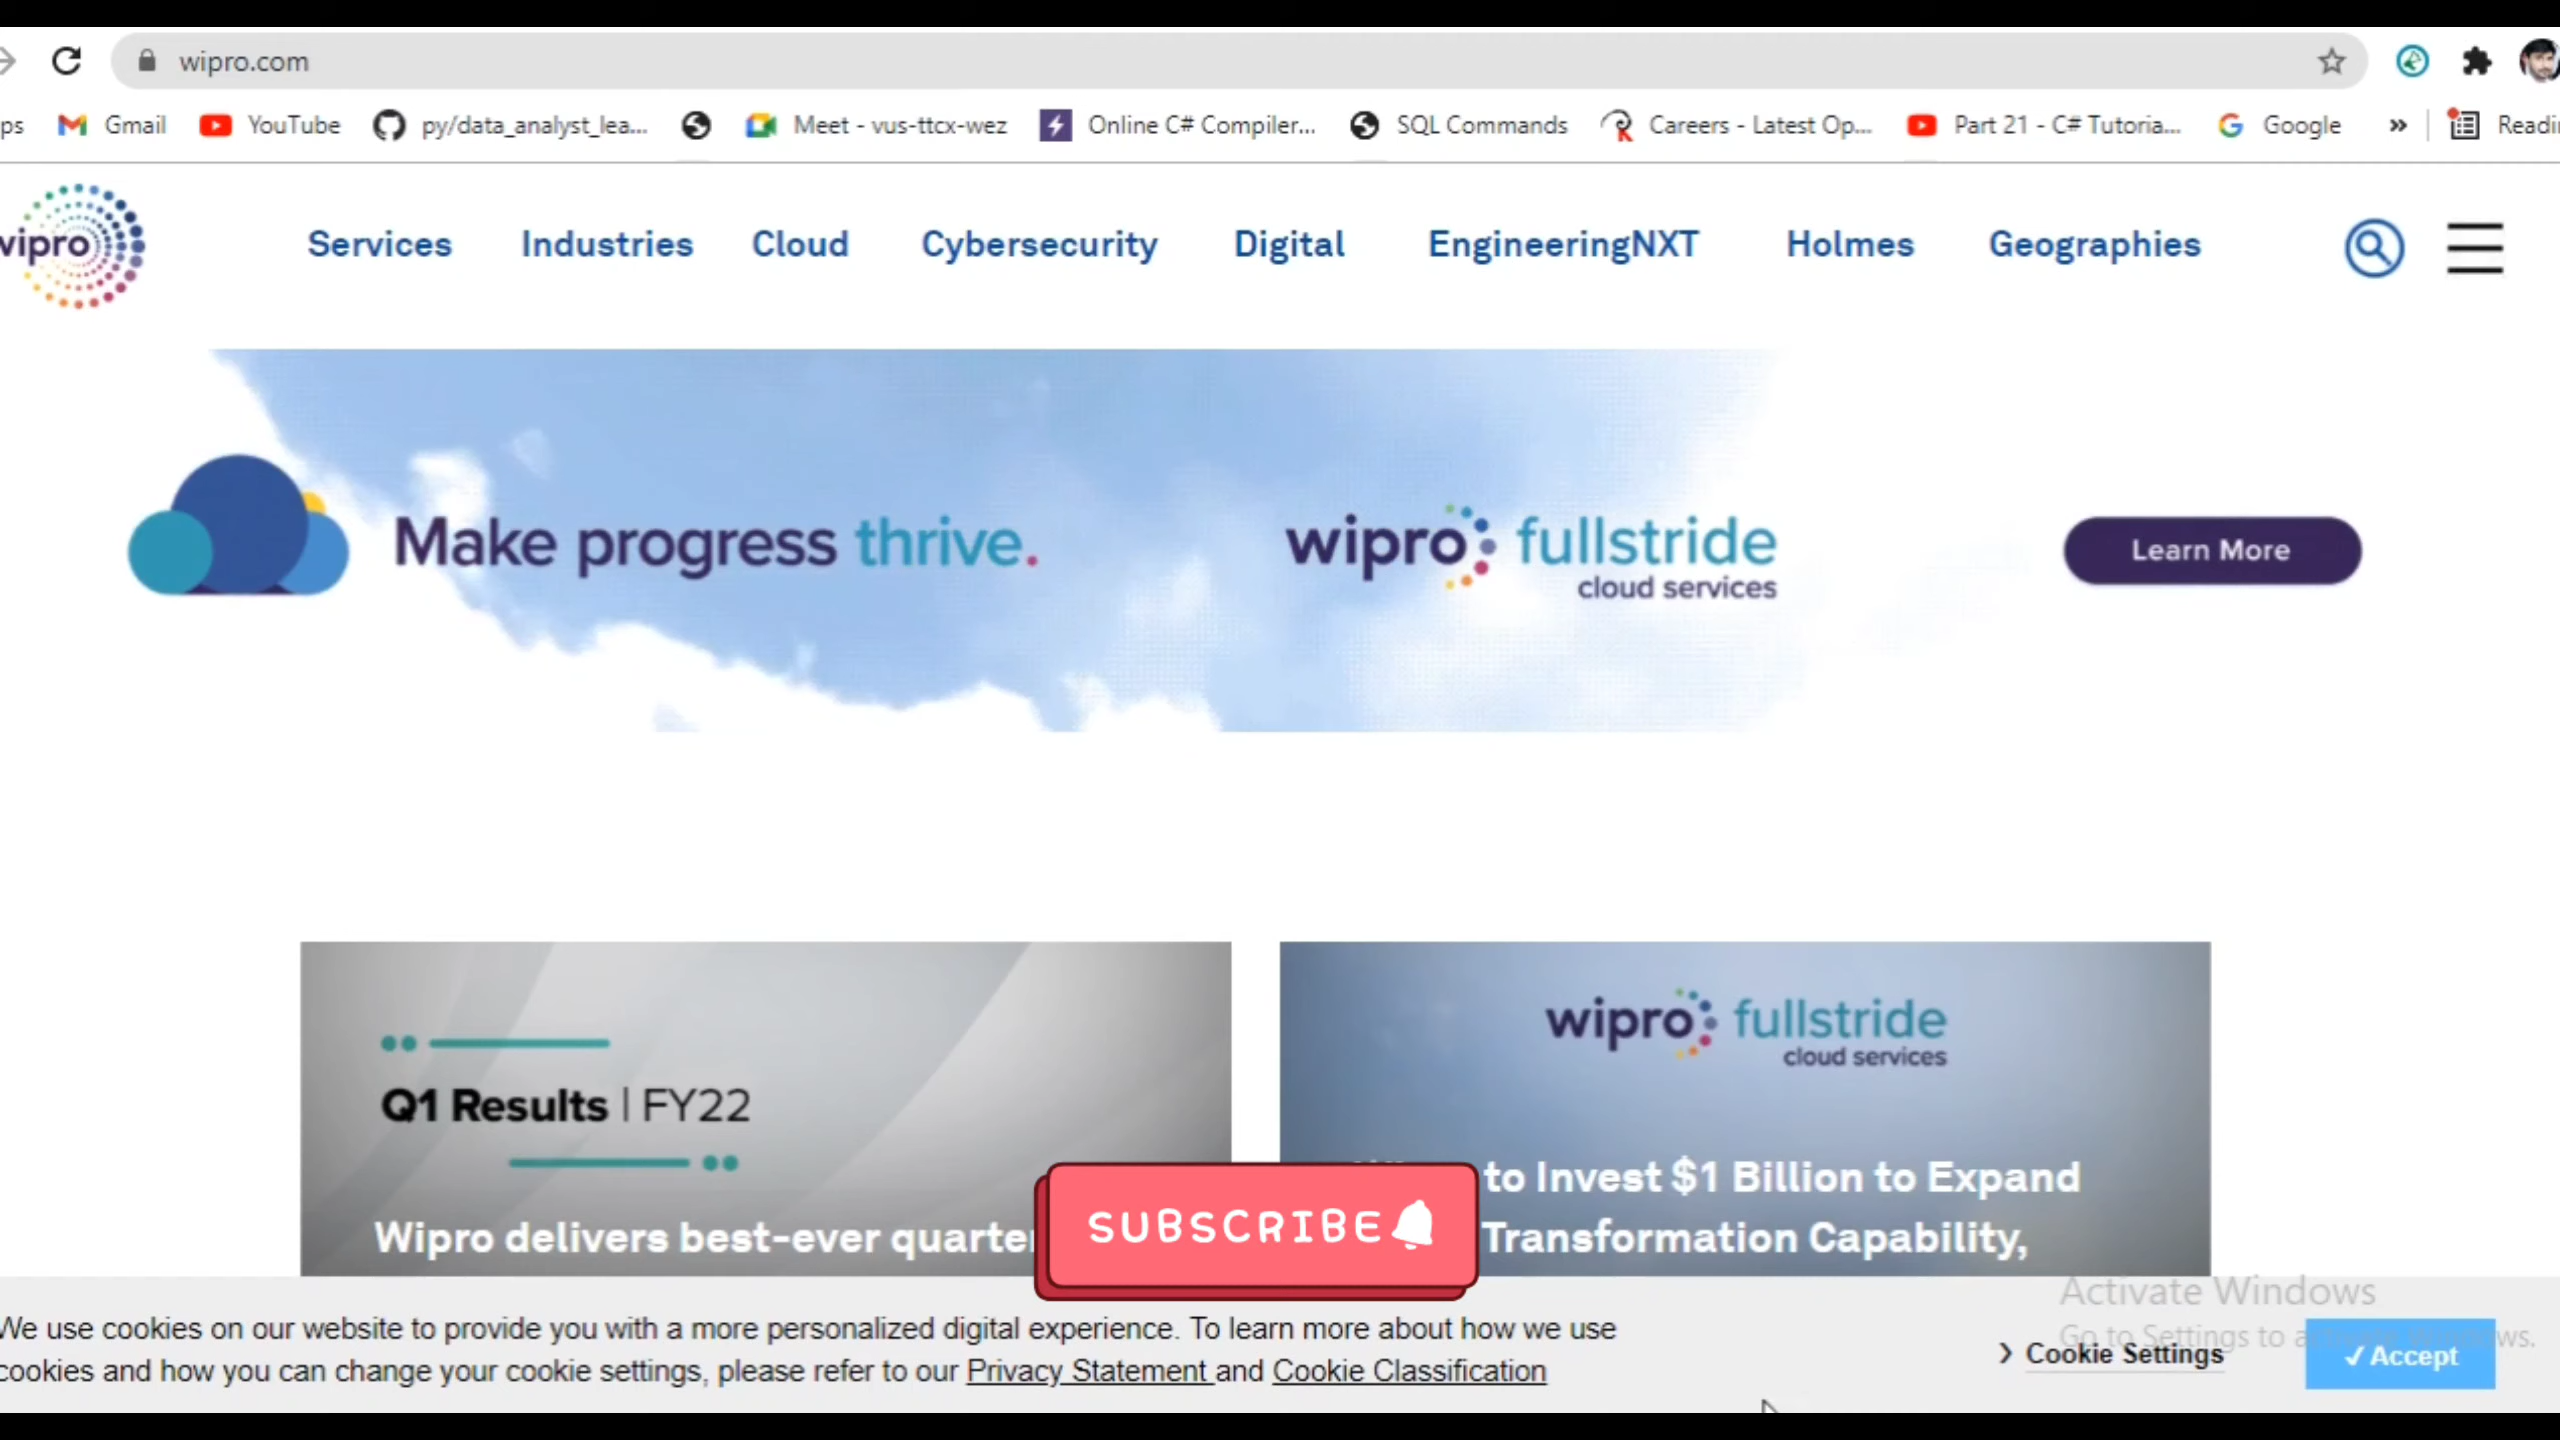 wipro.com
ps Gmail YouTube py/data_analyst_lea... Meet - vus-ttcx-wez Online C# Compiler... SQL Commands Careers - Latest Op... Part 21 - C# Tutoria... Google » Readi
wipro Services Industries Cloud Cybersecurity Digital EngineeringNXT Holmes Geographies
Make progress thrive. wipro fullstride cloud services Learn More
Q1 Results | FY22
Wipro delivers best-ever quarter
wipro fullstride
cloud services
to Invest $1 Billion to Expand
Transformation Capability,
SUBSCRIBE
We use cookies on our website to provide you with a more personalized digital experience. To learn more about how we use
cookies and how you can change your cookie settings, please refer to our Privacy Statement and Cookie Classification
Cookie Settings
✓Accept
Activate Windows
Go to Settings to